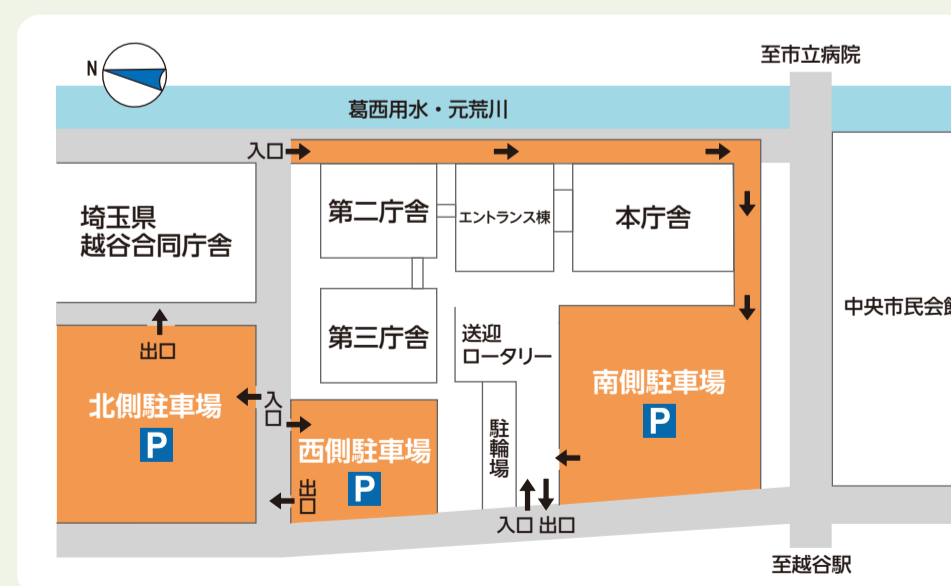 至市立病院
N
葛西用水・元荒川
入口
埼玉県
越谷合同庁舎
第二庁舎
エントランス棟
本庁舎
中央市民会館
第三庁舎
送迎
ロータリー
出口
北側駐車場
P
入口
西側駐車場
P
出口
駐輪場
南側駐車場
P
入口 出口
至越谷駅